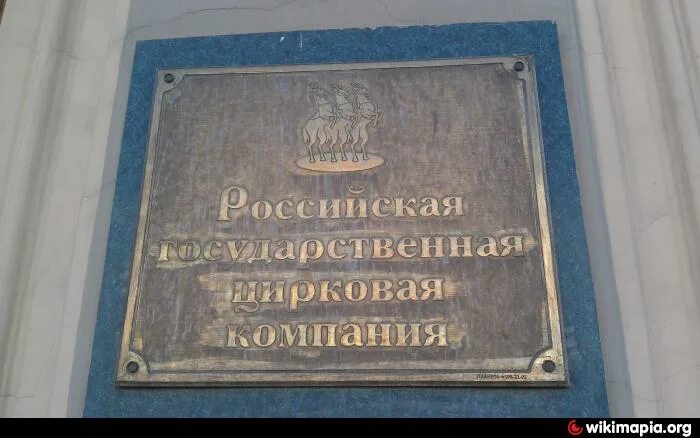 Российская
государственная
цирковая
компания
wikimapia.org